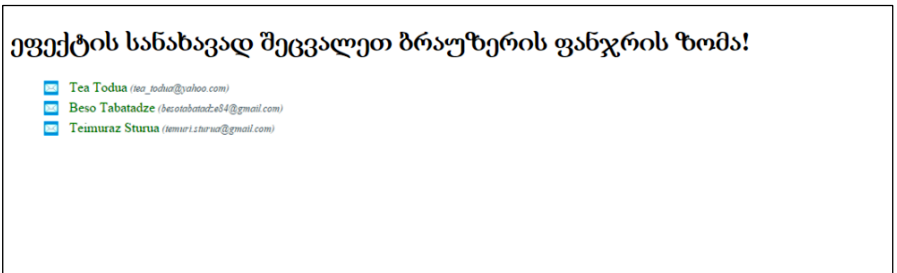 ეფექტის სანახავად შეცვალეთ ბრაუზერის ფანჯრის ზომა!
Tea Todua (tea_todua@yahoo.com)
Beso Tabatadze (besotabatadze84@gmail.com)
Teimuraz Sturua (temuri.sturua@gmail.com)